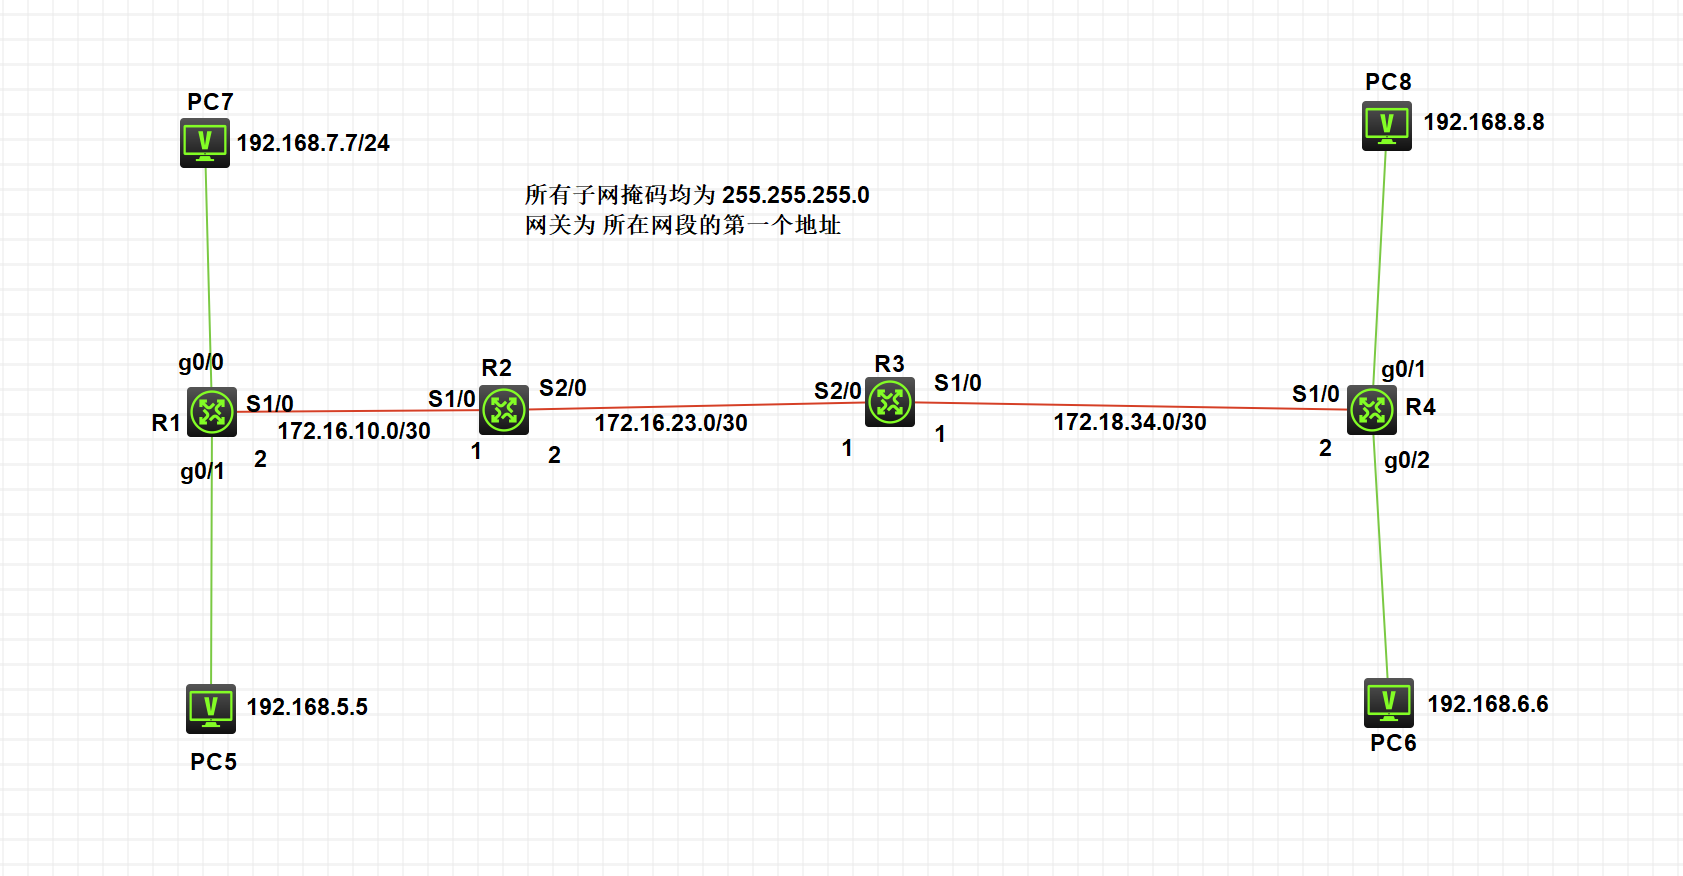 PC7
192.168.7.7/24
PC8
192.168.8.8
所有子网掩码均为 255.255.255.0
网关为 所在网段的第一个地址
g0/0
R1
S1/0
172.16.10.0/30
g0/1
2
R2
S1/0
1
S2/0
2
172.16.23.0/30
R3
S2/0
1
S1/0
1
172.18.34.0/30
g0/1
S1/0
R4
2
g0/2
192.168.5.5
PC5
192.168.6.6
PC6
V
V
V
V